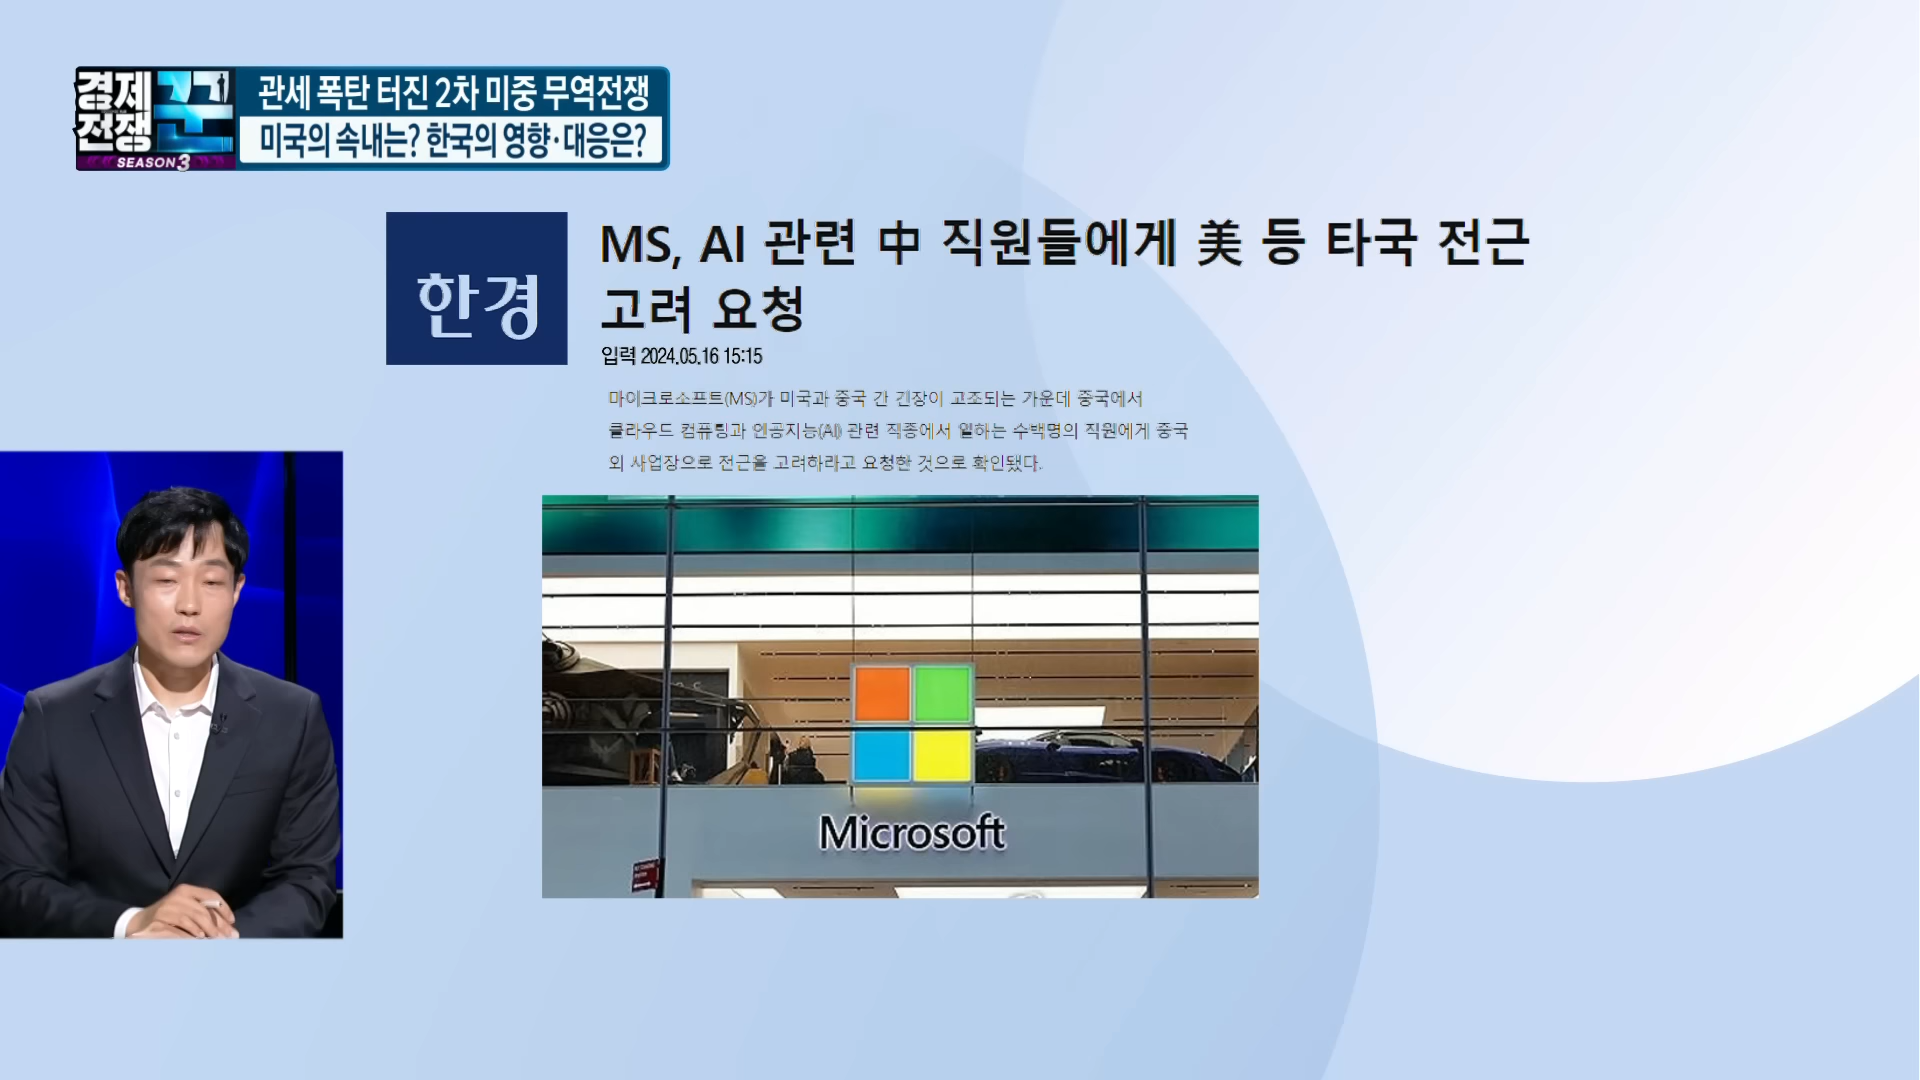 경제
전쟁
꾼
SEASON3
관세 폭탄 터진 2차 미중 무역전쟁
미국의 속내는? 한국의 영향·대응은?
한경
MS, AI 관련 中 직원들에게 美 등 타국 전근
고려 요청
입력 2024.05.16 15:15
마이크로소프트(MS)가 미국과 중국 간 긴장이 고조되는 가운데 중국에서
클라우드 컴퓨팅과 인공지능(AI) 관련 직종에서 일하는 수백명의 직원에게 중국
외 사업장으로 전근을 고려하라고 요청한 것으로 확인됐다.
Microsoft